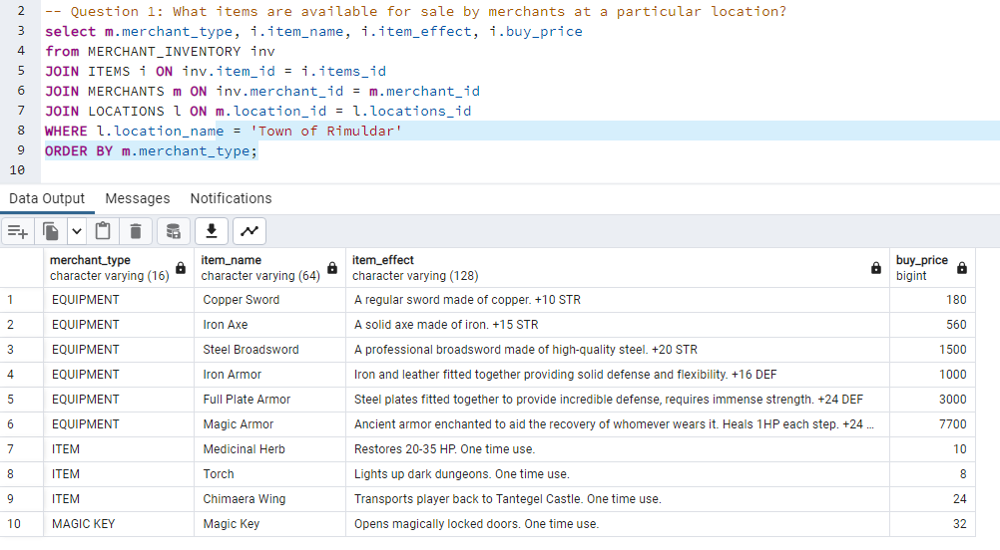 2 -- Question 1: What items are available for sale by merchants at a particular location?
3 select m.merchant_type, i.item_name, i.item_effect, i.buy_price
4 from MERCHANT_INVENTORY inv
5 JOIN ITEMS i ON inv.item_id = i.items_id
6 JOIN MERCHANTS m ON inv.merchant_id = m.merchant_id
7 JOIN LOCATIONS l ON m.location_id = l.locations_id
8 WHERE l.location_name = 'Town of Rimuldar'
9 ORDER BY m.merchant_type;
10
Data Output Messages Notifications
merchant_type item_name item_effect buy_price
character varying (16) character varying (64) character varying (128) bigint
1 EQUIPMENT Copper Sword A regular sword made of copper. +10 STR 180
2 EQUIPMENT Iron Axe A solid axe made of iron. +15 STR 560
3 EQUIPMENT Steel Broadsword A professional broadsword made of high-quality steel. +20 STR 1500
4 EQUIPMENT Iron Armor Iron and leather fitted together providing solid defense and flexibility. +16 DEF 1000
5 EQUIPMENT Full Plate Armor Steel plates fitted together to provide incredible defense, requires immense strength. +24 DEF 3000
6 EQUIPMENT Magic Armor Ancient armor enchanted to aid the recovery of whomever wears it. Heals 1HP each step. +24 ... 7700
7 ITEM Medicinal Herb Restores 20-35 HP. One time use. 10
8 ITEM Torch Lights up dark dungeons. One time use. 8
9 ITEM Chimaera Wing Transports player back to Tantegel Castle. One time use. 24
10 MAGIC KEY Magic Key Opens magically locked doors. One time use. 32